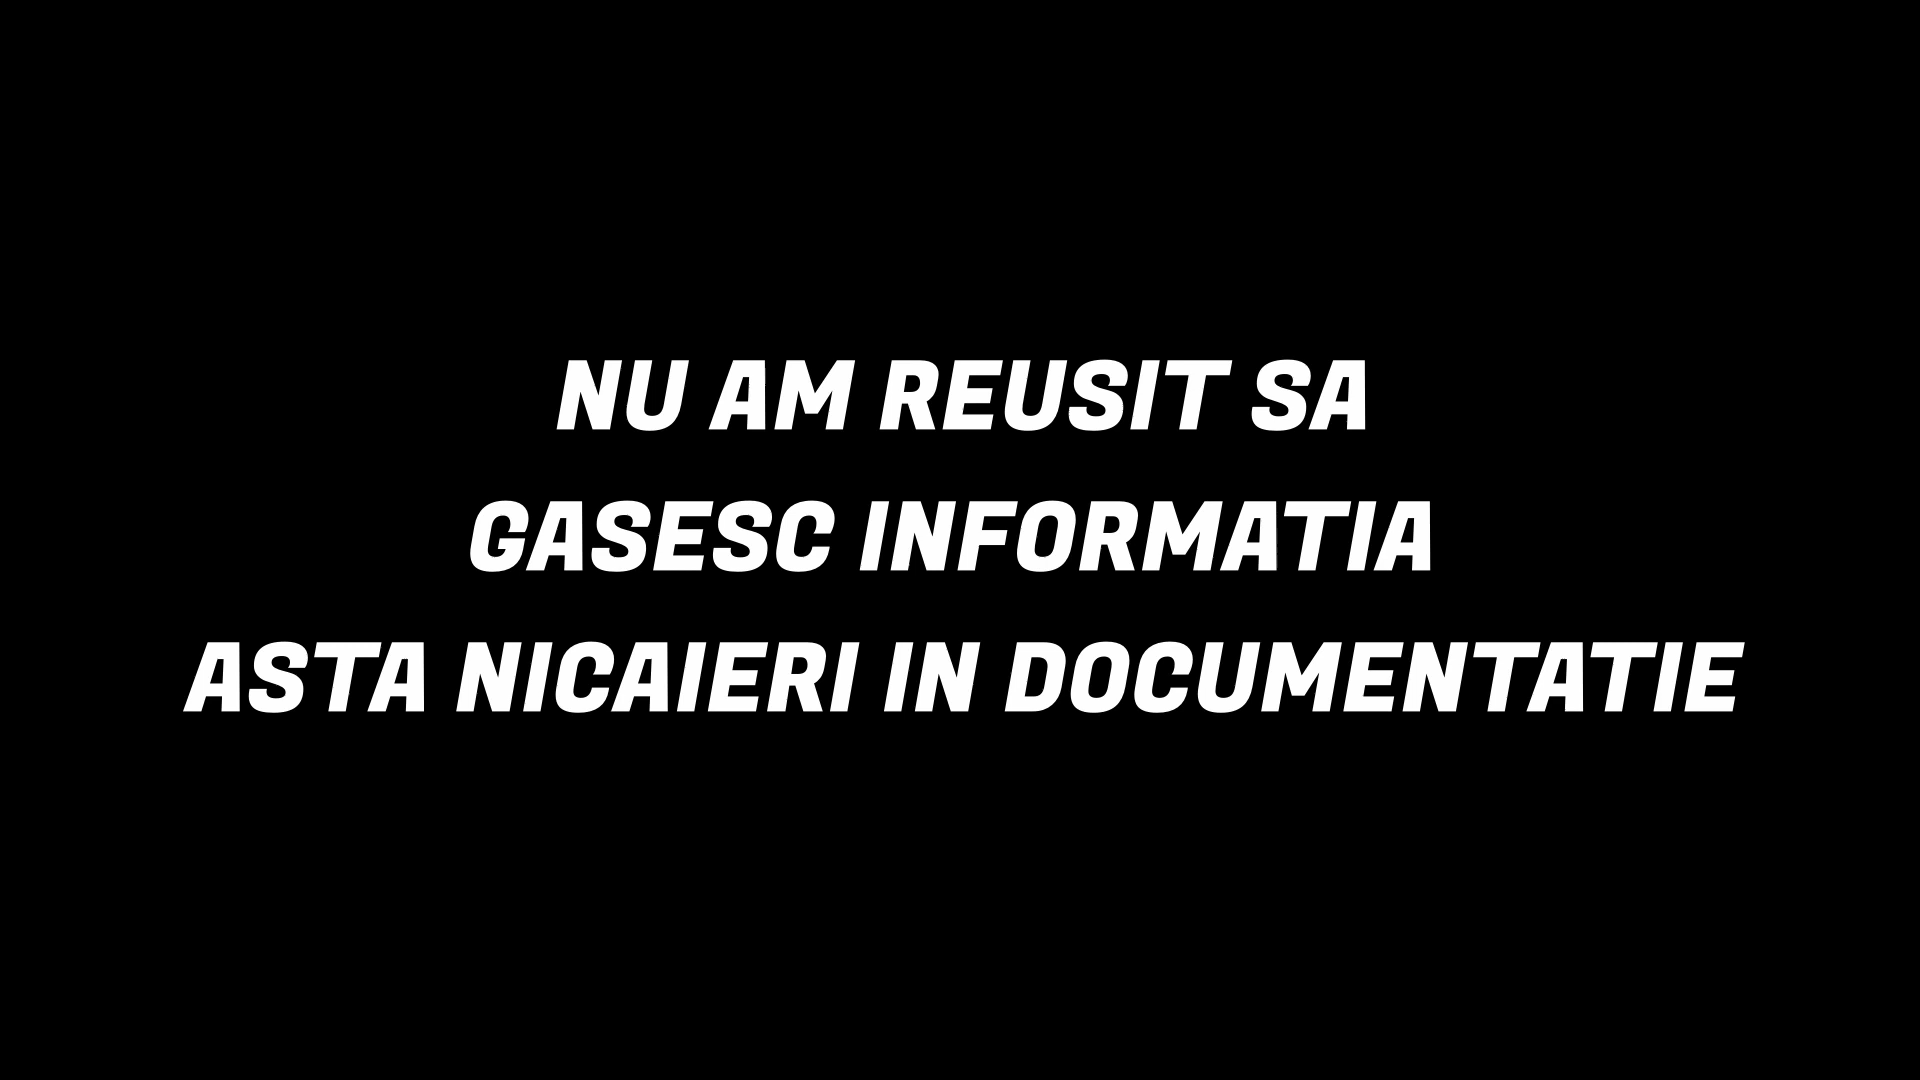 NU AM REUSIT SA
GASESC INFORMATIA
ASTA NICAIERI IN DOCUMENTATIE